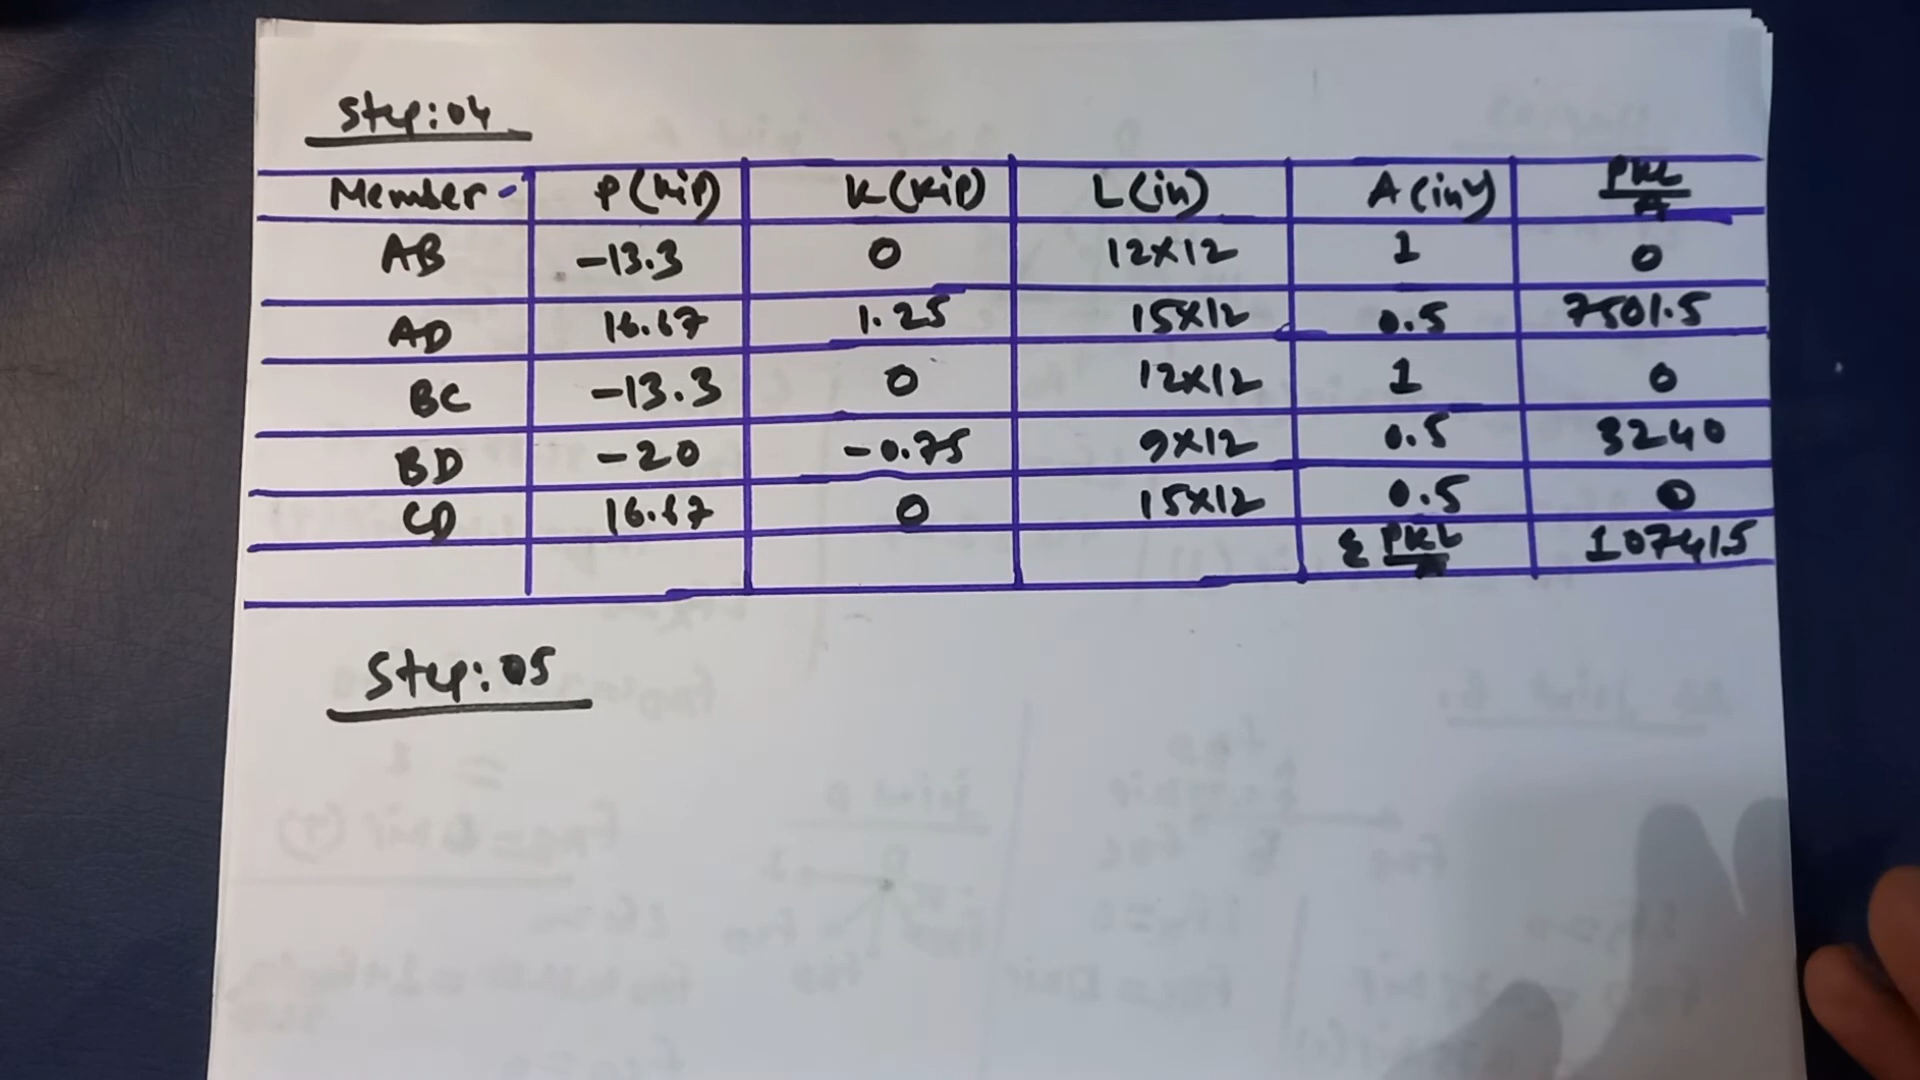 Step:04
Member P(kip) K(kip) L(in) A(in²) PKL/A
AB -13.3 0 12×12 1 0
AD 16.67 1.25 15×12 0.5 7501.5
BC -13.3 0 12×12 1 0
BD -20 -0.75 9×12 0.5 3240
CD 16.67 0 15×12 0.5 0
Σ PKL/A 10741.5
Step:05